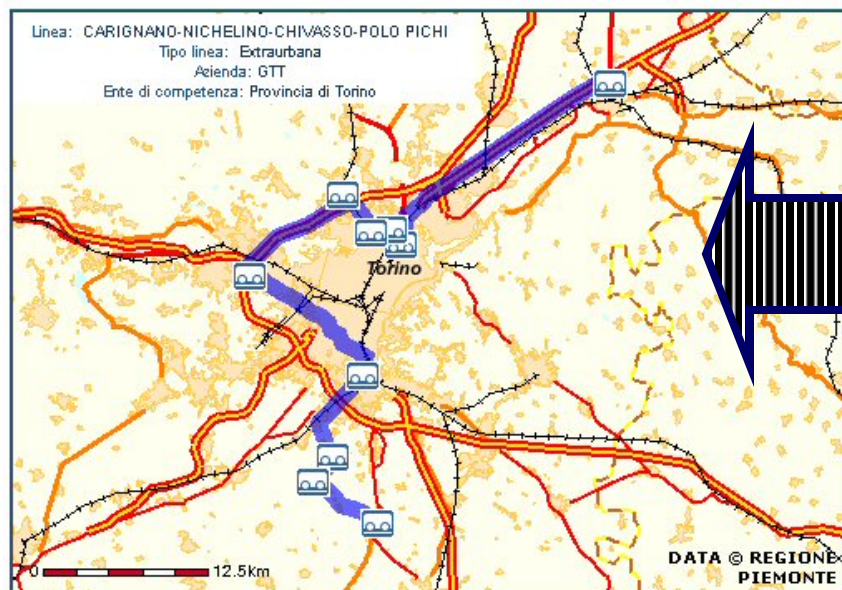 Linea: CARIGNANO-NICHELINO-CHIVASSO-POLO PICHI
Tipo linea: Extraurbana
Azienda: GTT
Ente di competenza: Provincia di Torino
Torino
0 12.5km
DATA © REGIONE
PIEMONTE